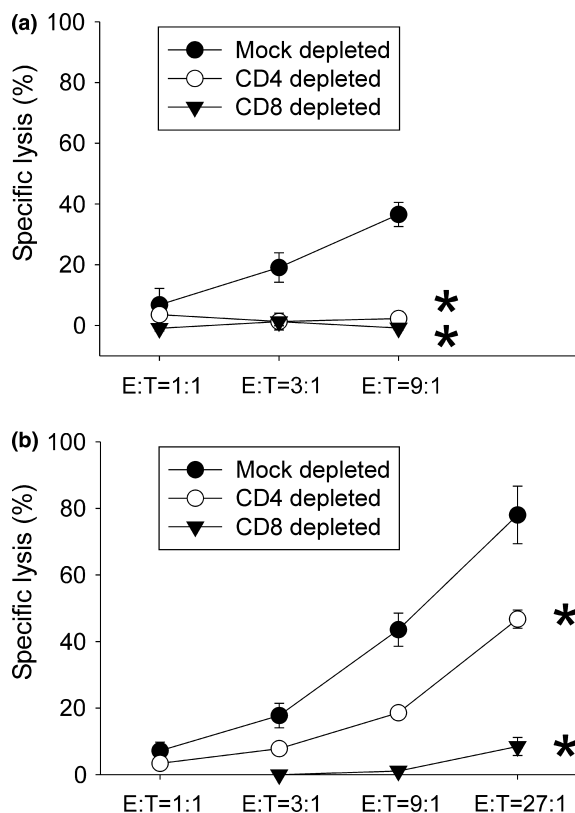 (a)
100
80
60
40
20
0
Specific lysis (%)
Mock depleted
CD4 depleted
CD8 depleted
*
*
E:T=1:1 E:T=3:1 E:T=9:1
(b)
100
80
60
40
20
0
Specific lysis (%)
Mock depleted
CD4 depleted
CD8 depleted
*
*
E:T=1:1 E:T=3:1 E:T=9:1 E:T=27:1